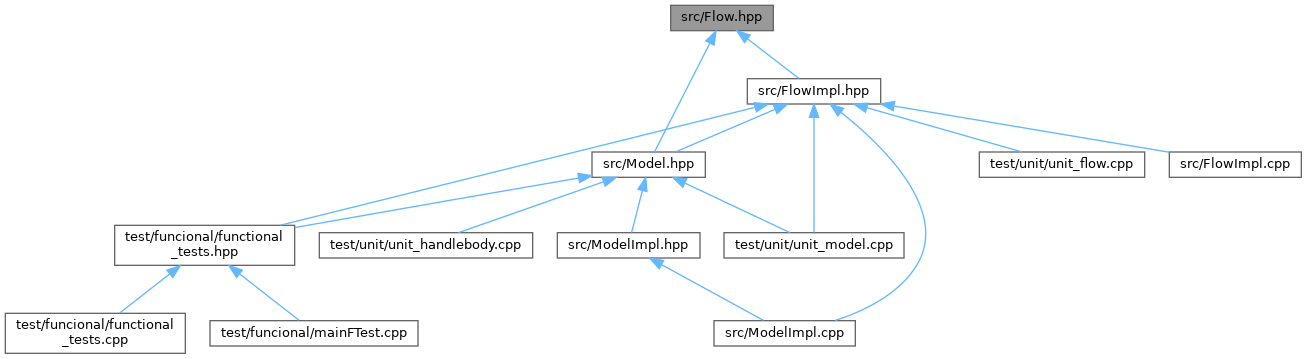 src/Flow.hpp
src/FlowImpl.hpp
src/Model.hpp
test/unit/unit_flow.cpp
src/FlowImpl.cpp
test/funcional/functional
_tests.hpp
test/unit/unit_handlebody.cpp
src/ModelImpl.hpp
test/unit/unit_model.cpp
test/funcional/functional
_tests.cpp
test/funcional/mainFTest.cpp
src/ModelImpl.cpp